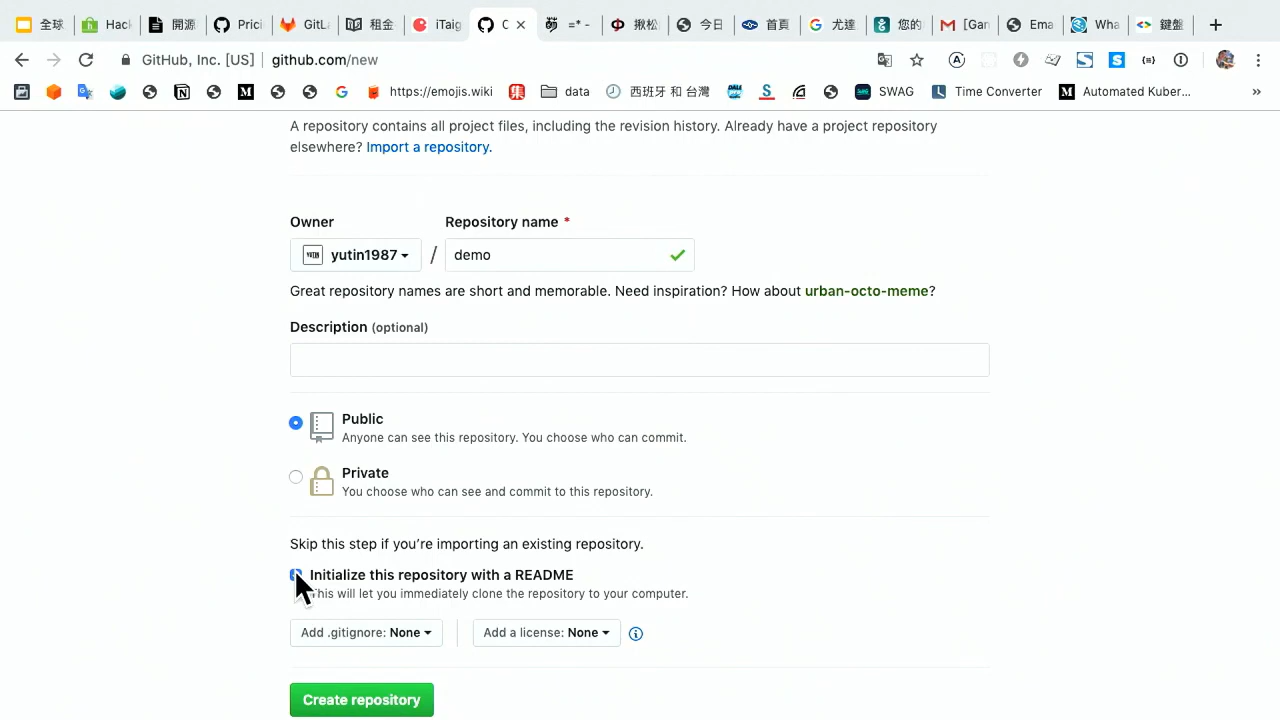 全球
Hack
開源
Prici
GitLa
租金
iTaig
=* -
揪松
今日
首頁
尤達
您的
[Gan
Ema
Wha
鍵盤
GitHub, Inc. [US]
github.com/new
https://emojis.wiki
data
西班牙 和 台灣
SWAG
Time Converter
Automated Kuber...
»
A repository contains all project files, including the revision history. Already have a project repository
elsewhere? Import a repository.
Owner
Repository name *
yutin1987
/
demo
Great repository names are short and memorable. Need inspiration? How about urban-octo-meme?
Description (optional)
Public
Anyone can see this repository. You choose who can commit.
Private
You choose who can see and commit to this repository.
Skip this step if you're importing an existing repository.
Initialize this repository with a README
This will let you immediately clone the repository to your computer.
Add .gitignore: None
Add a license: None
Create repository